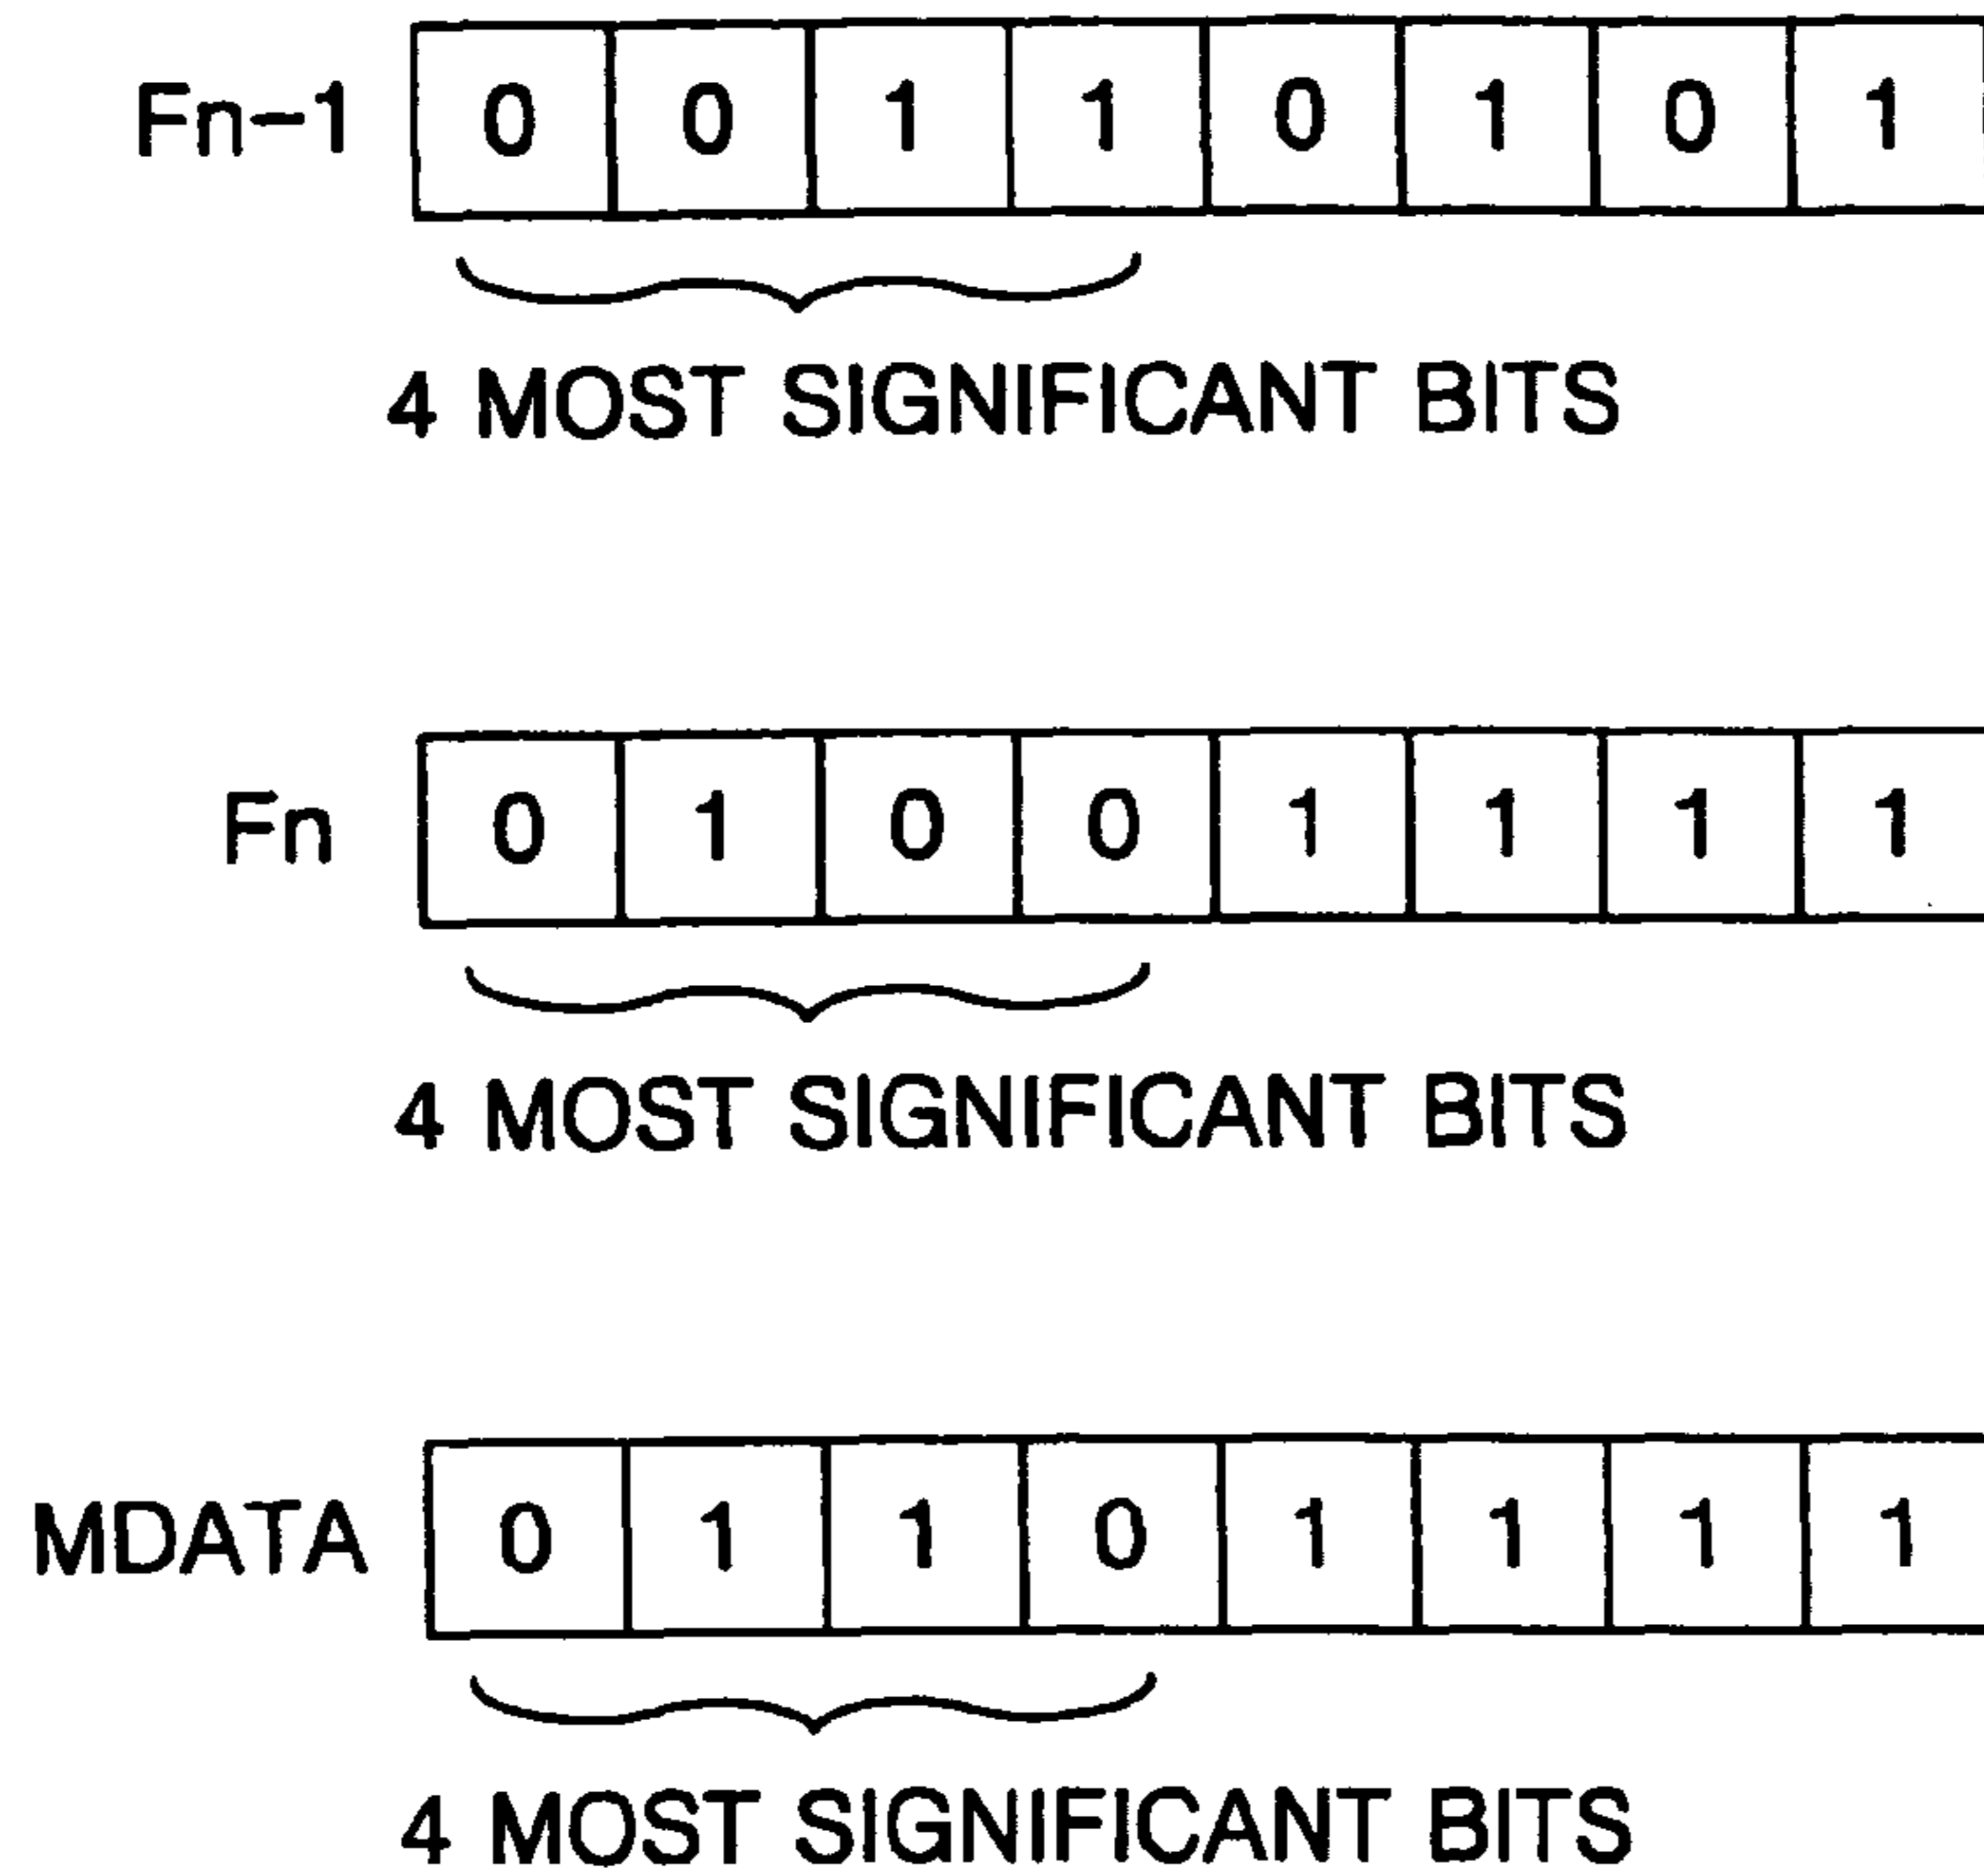 Fn-1 0 0 1 1 0 1 0 1
4 MOST SIGNIFICANT BITS
Fn 0 1 0 0 1 1 1 1
4 MOST SIGNIFICANT BITS
MDATA 0 1 1 0 1 1 1 1
4 MOST SIGNIFICANT BITS